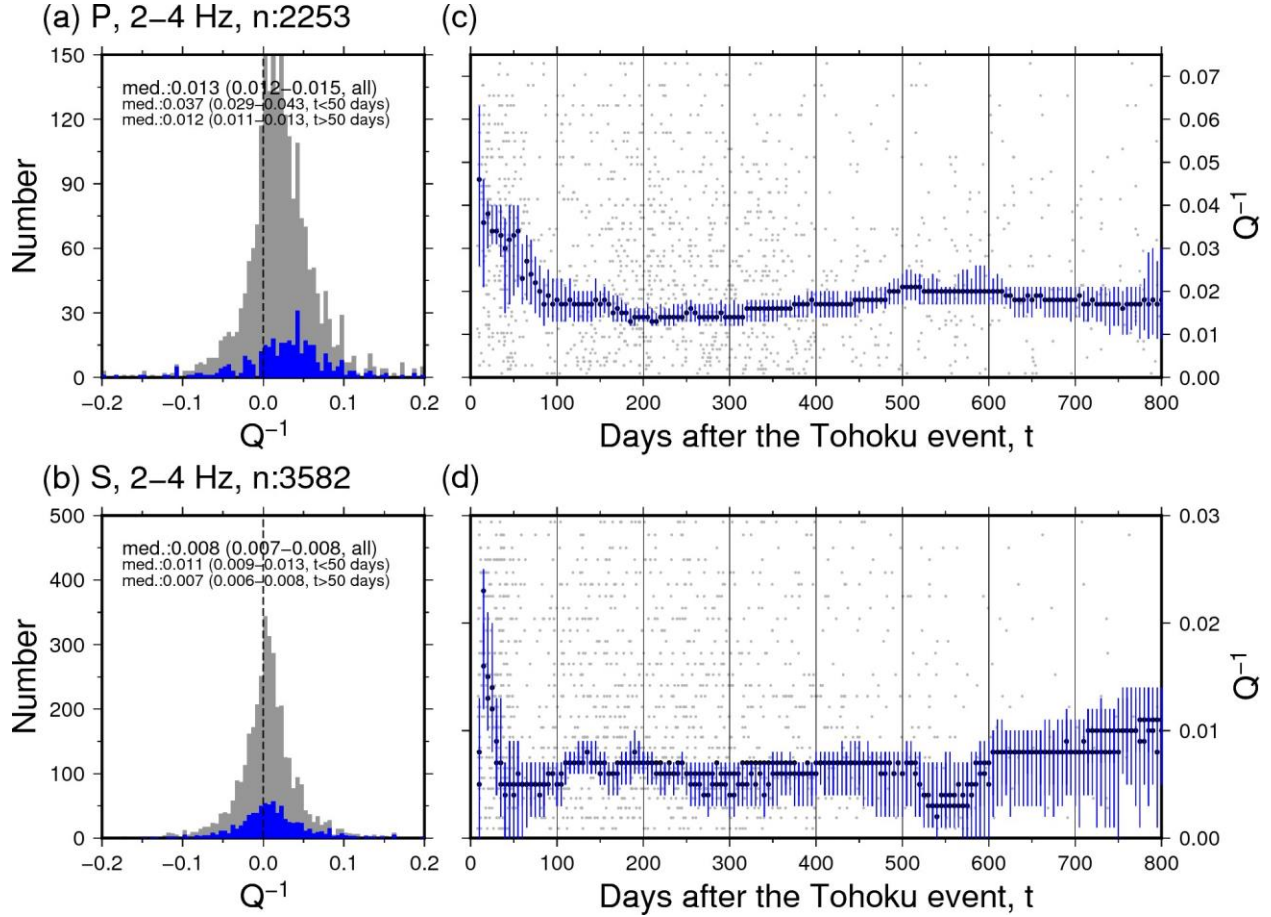 (a) P, 2−4 Hz, n:2253
150
120
90
60
30
0
Number
med.:0.013 (0.012−0.015, all)
med.:0.037 (0.029−0.043, t<50 days)
med.:0.012 (0.011−0.013, t>50 days)
−0.2 −0.1 0.0 0.1 0.2
Q⁻¹
(c)
0.07
0.06
0.05
0.04
0.03
0.02
0.01
0.00
Q⁻¹
0 100 200 300 400 500 600 700 800
Days after the Tohoku event, t
(b) S, 2−4 Hz, n:3582
500
400
300
200
100
0
Number
med.:0.008 (0.007−0.008, all)
med.:0.011 (0.009−0.013, t<50 days)
med.:0.007 (0.006−0.008, t>50 days)
−0.2 −0.1 0.0 0.1 0.2
Q⁻¹
(d)
0.03
0.02
0.01
0.00
Q⁻¹
0 100 200 300 400 500 600 700 800
Days after the Tohoku event, t